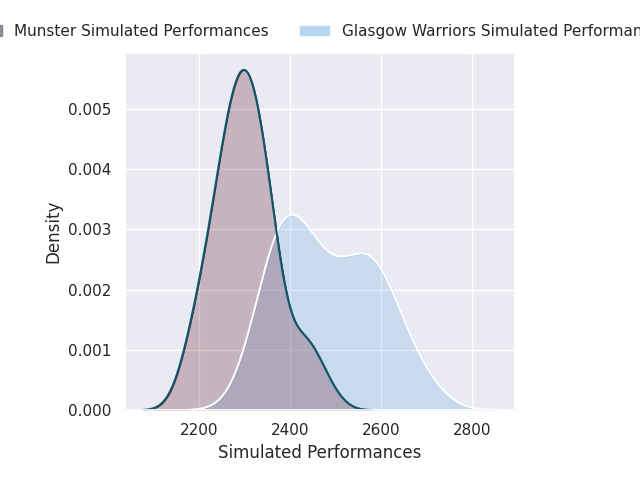 Munster Simulated Performances
Glasgow Warriors Simulated
0.005
0.004
0.003
0.002
0.001
0.000
Density
2200 2400 2600 2800
Simulated Performances